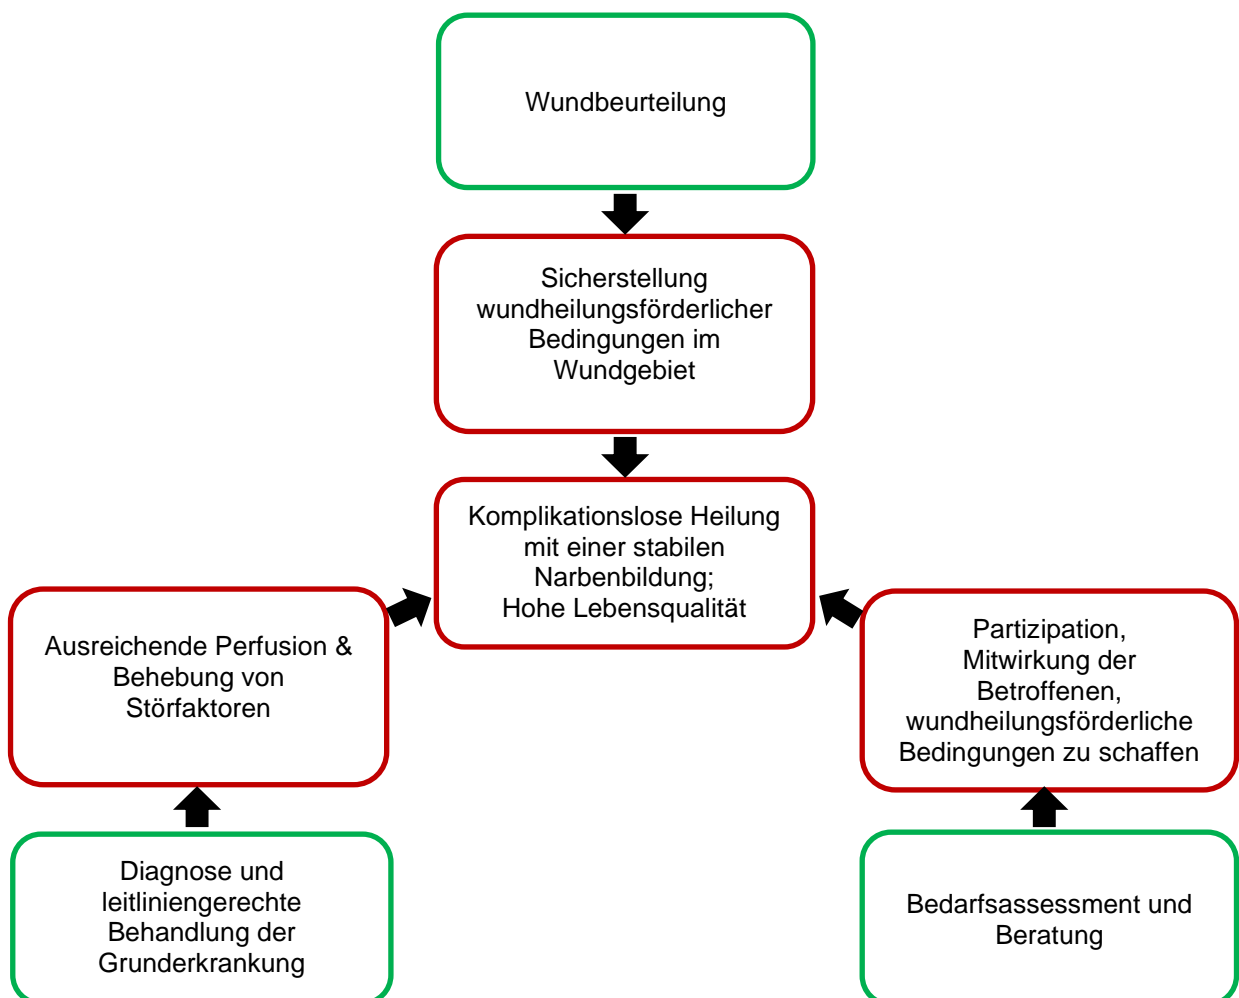 Wundbeurteilung
Sicherstellung
wundheilungsförderlicher
Bedingungen im
Wundgebiet
Komplikationslose Heilung
mit einer stabilen
Narbenbildung;
Hohe Lebensqualität
Ausreichende Perfusion &
Behebung von
Störfaktoren
Partizipation,
Mitwirkung der
Betroffenen,
wundheilungsförderliche
Bedingungen zu schaffen
Diagnose und
leitliniengerechte
Behandlung der
Grunderkrankung
Bedarfsassessment und
Beratung